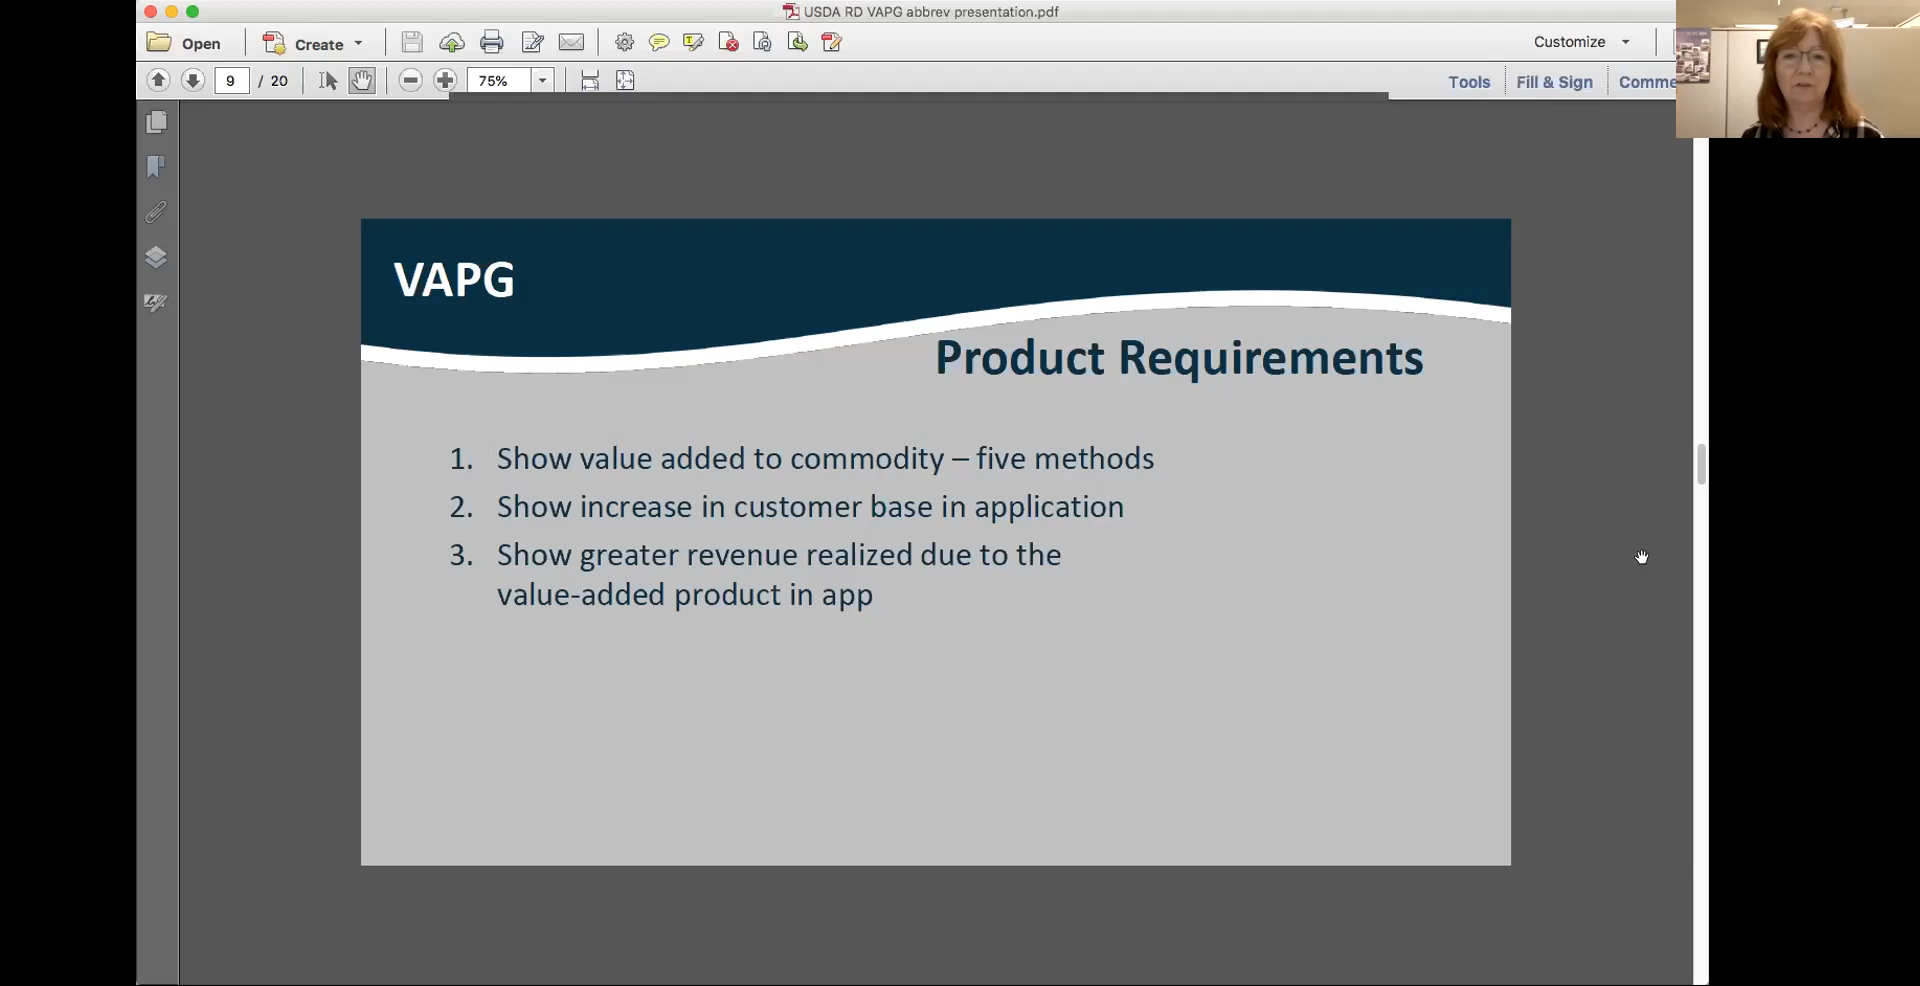 USDA RD VAPG abbrev presentation.pdf
Open
Create
Customize
9 / 20
75%
Tools
Fill & Sign
Comme
VAPG
Product Requirements
1. Show value added to commodity – five methods
2. Show increase in customer base in application
3. Show greater revenue realized due to the
value-added product in app